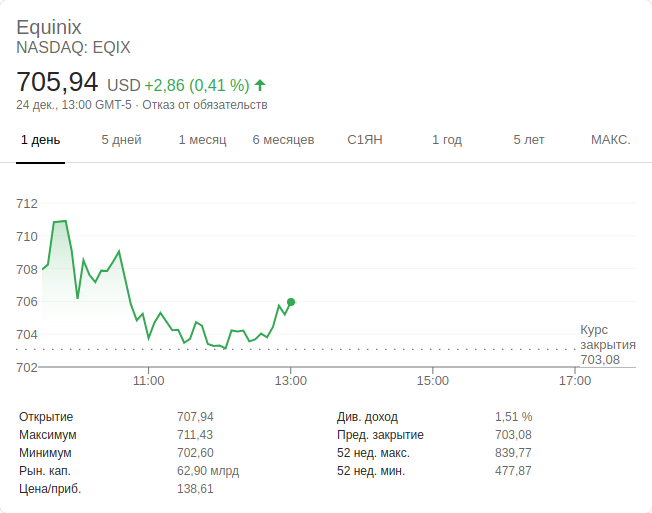 Equinix
NASDAQ: EQIX
705,94 USD +2,86 (0,41 %)
24 дек., 13:00 GMT-5 · Отказ от обязательств
1 день 5 дней 1 месяц 6 месяцев С1ЯН 1 год 5 лет МАКС.
712
710
708
706
704
702
Курс
закрытия
703,08
11:00 13:00 15:00 17:00
Открытие 707,94 Див. доход 1,51 %
Максимум 711,43 Пред. закрытие 703,08
Минимум 702,60 52 нед. макс. 839,77
Рын. кап. 62,90 млрд 52 нед. мин. 477,87
Цена/приб. 138,61